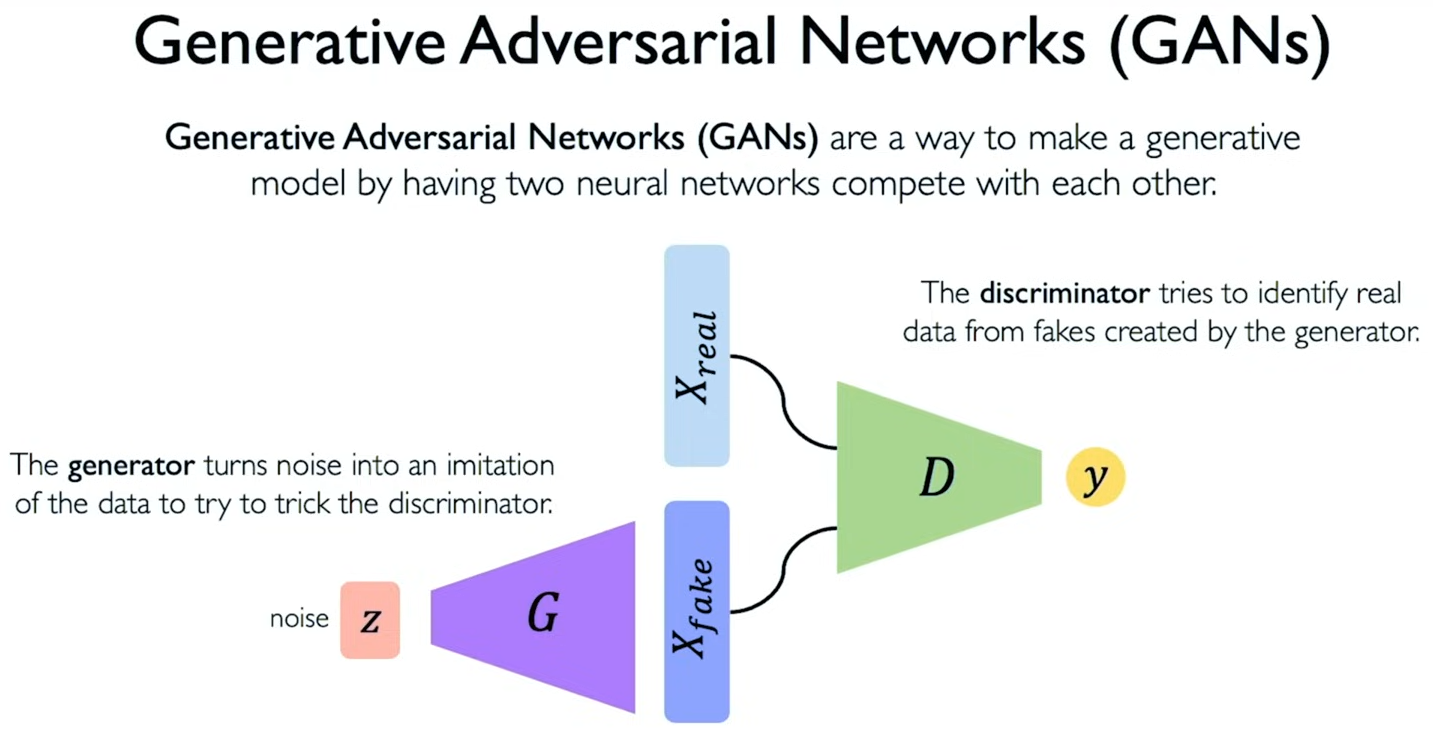 Generative Adversarial Networks (GANs)
Generative Adversarial Networks (GANs) are a way to make a generative
model by having two neural networks compete with each other.
The discriminator tries to identify real
data from fakes created by the generator.
X_real
The generator turns noise into an imitation
of the data to try to trick the discriminator.
D
y
noise
z
G
X_fake